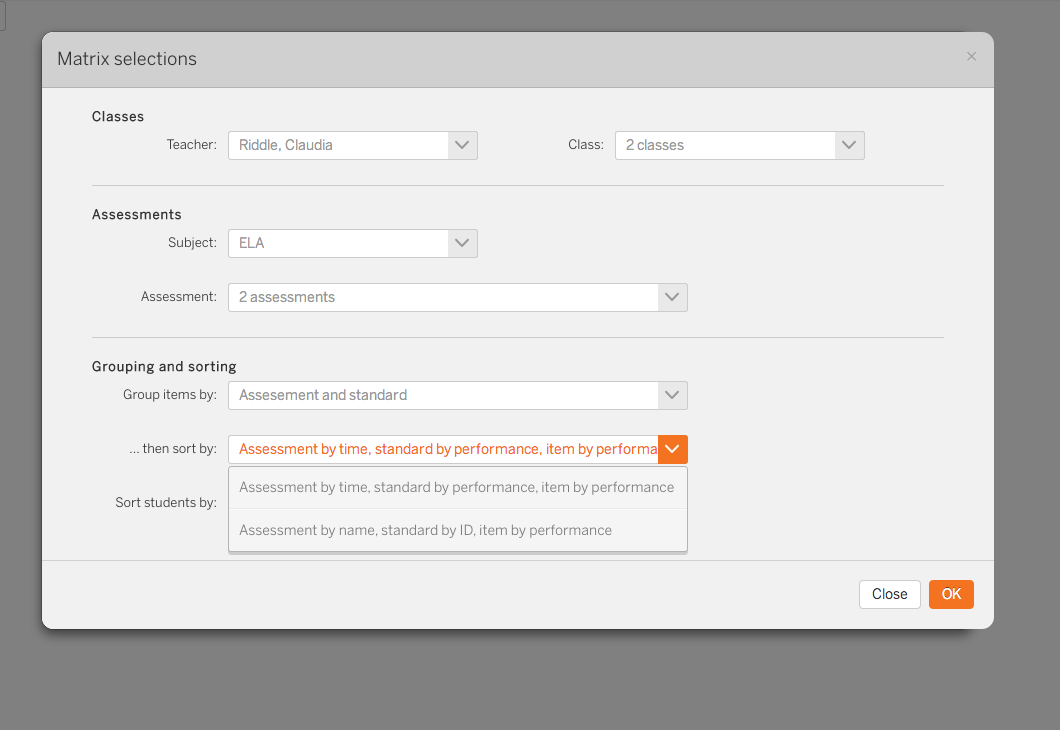 Matrix selections
×
Classes
Teacher: Riddle, Claudia Class: 2 classes
Assessments
Subject: ELA
Assessment: 2 assessments
Grouping and sorting
Group items by: Assesement and standard
... then sort by: Assessment by time, standard by performance, item by performa
Assessment by time, standard by performance, item by performance
Sort students by:
Assessment by name, standard by ID, item by performance
Close OK